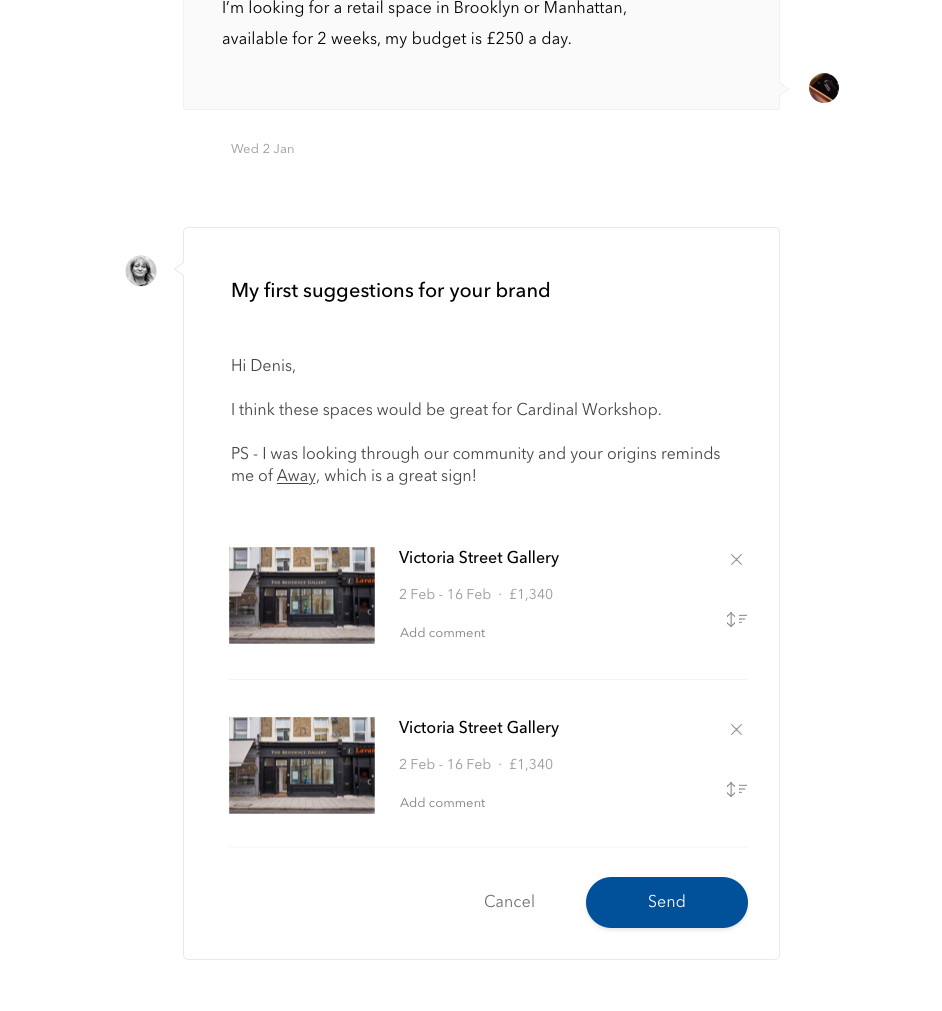 I’m looking for a retail space in Brooklyn or Manhattan,
available for 2 weeks, my budget is £250 a day.
Wed 2 Jan
My first suggestions for your brand
Hi Denis,
I think these spaces would be great for Cardinal Workshop.
PS - I was looking through our community and your origins reminds
me of Away, which is a great sign!
Victoria Street Gallery
2 Feb - 16 Feb · £1,340
Add comment
Victoria Street Gallery
2 Feb - 16 Feb · £1,340
Add comment
Cancel
Send